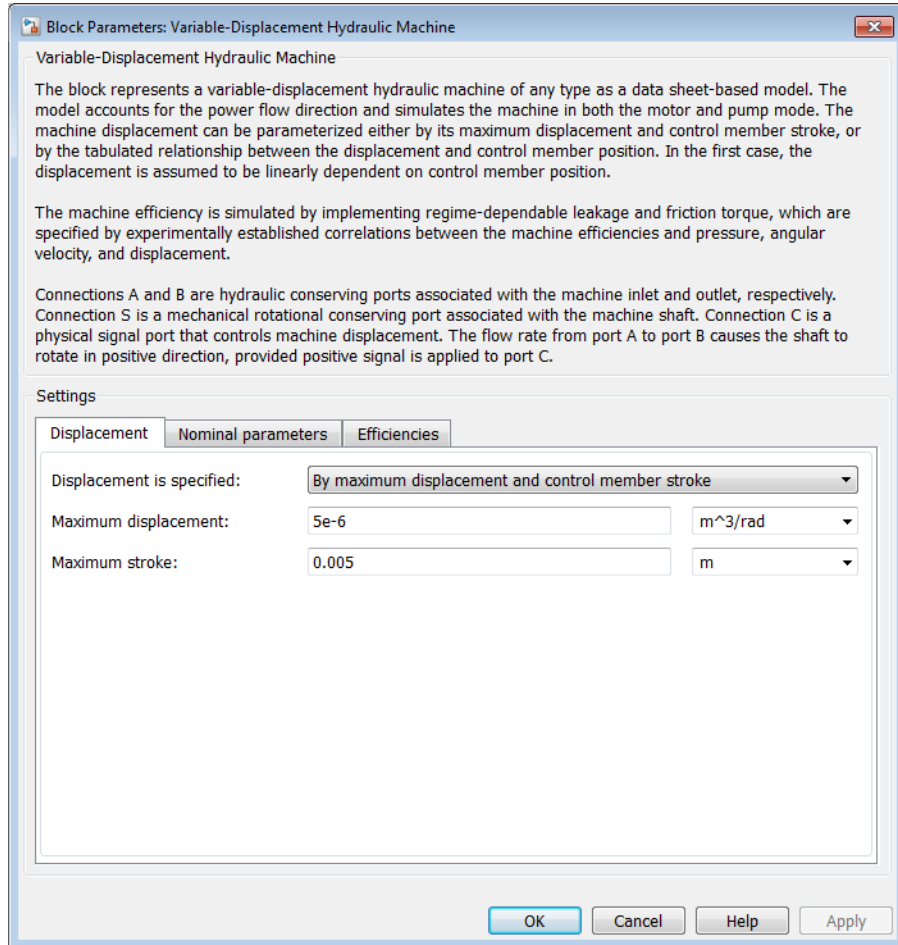 Block Parameters: Variable-Displacement Hydraulic Machine
Variable-Displacement Hydraulic Machine
The block represents a variable-displacement hydraulic machine of any type as a data sheet-based model. The
model accounts for the power flow direction and simulates the machine in both the motor and pump mode. The
machine displacement can be parameterized either by its maximum displacement and control member stroke, or
by the tabulated relationship between the displacement and control member position. In the first case, the
displacement is assumed to be linearly dependent on control member position.
The machine efficiency is simulated by implementing regime-dependable leakage and friction torque, which are
specified by experimentally established correlations between the machine efficiencies and pressure, angular
velocity, and displacement.
Connections A and B are hydraulic conserving ports associated with the machine inlet and outlet, respectively.
Connection S is a mechanical rotational conserving port associated with the machine shaft. Connection C is a
physical signal port that controls machine displacement. The flow rate from port A to port B causes the shaft to
rotate in positive direction, provided positive signal is applied to port C.
Settings
Displacement Nominal parameters Efficiencies
Displacement is specified: By maximum displacement and control member stroke
Maximum displacement: 5e-6 m^3/rad
Maximum stroke: 0.005 m
OK Cancel Help Apply